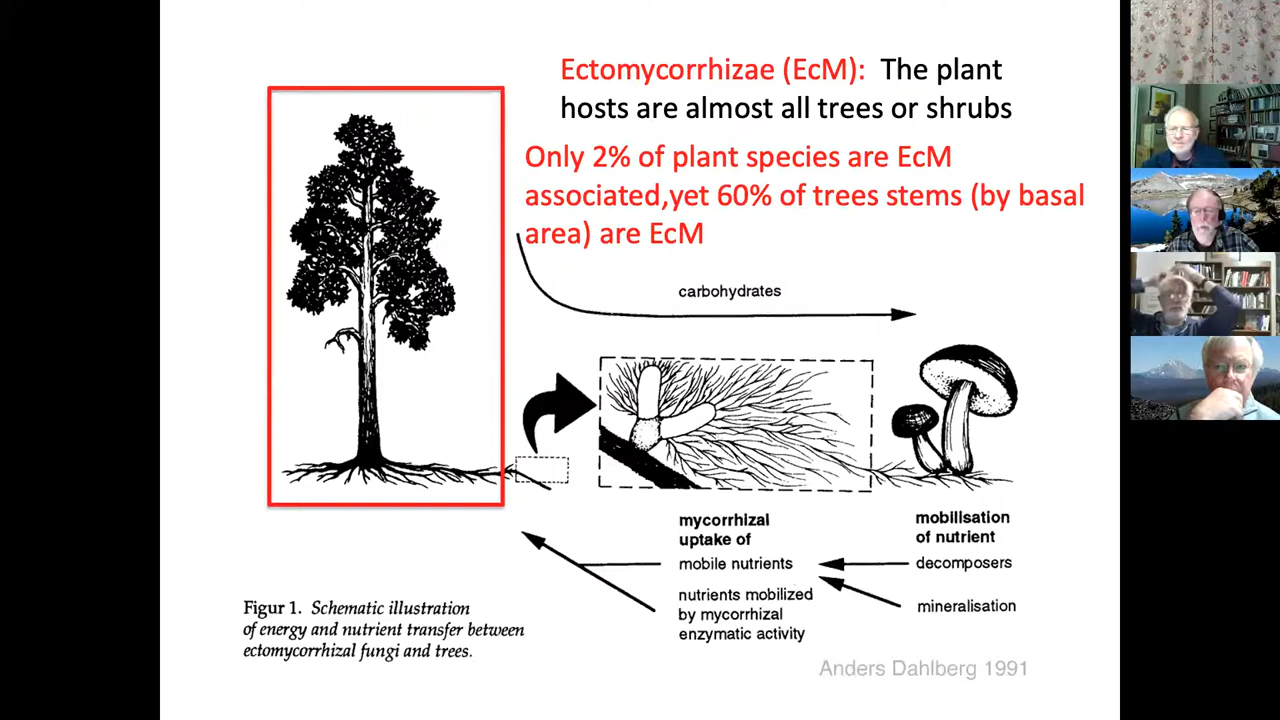 Ectomycorrhizae (EcM): The plant
hosts are almost all trees or shrubs
Only 2% of plant species are EcM
associated,yet 60% of trees stems (by basal
area) are EcM
carbohydrates
mycorrhizal
uptake of
mobile nutrients
nutrients mobilized
by mycorrhizal
enzymatic activity
mobilisation
of nutrient
decomposers
mineralisation
Figur 1. Schematic illustration
of energy and nutrient transfer between
ectomycorrhizal fungi and trees.
Anders Dahlberg 1991